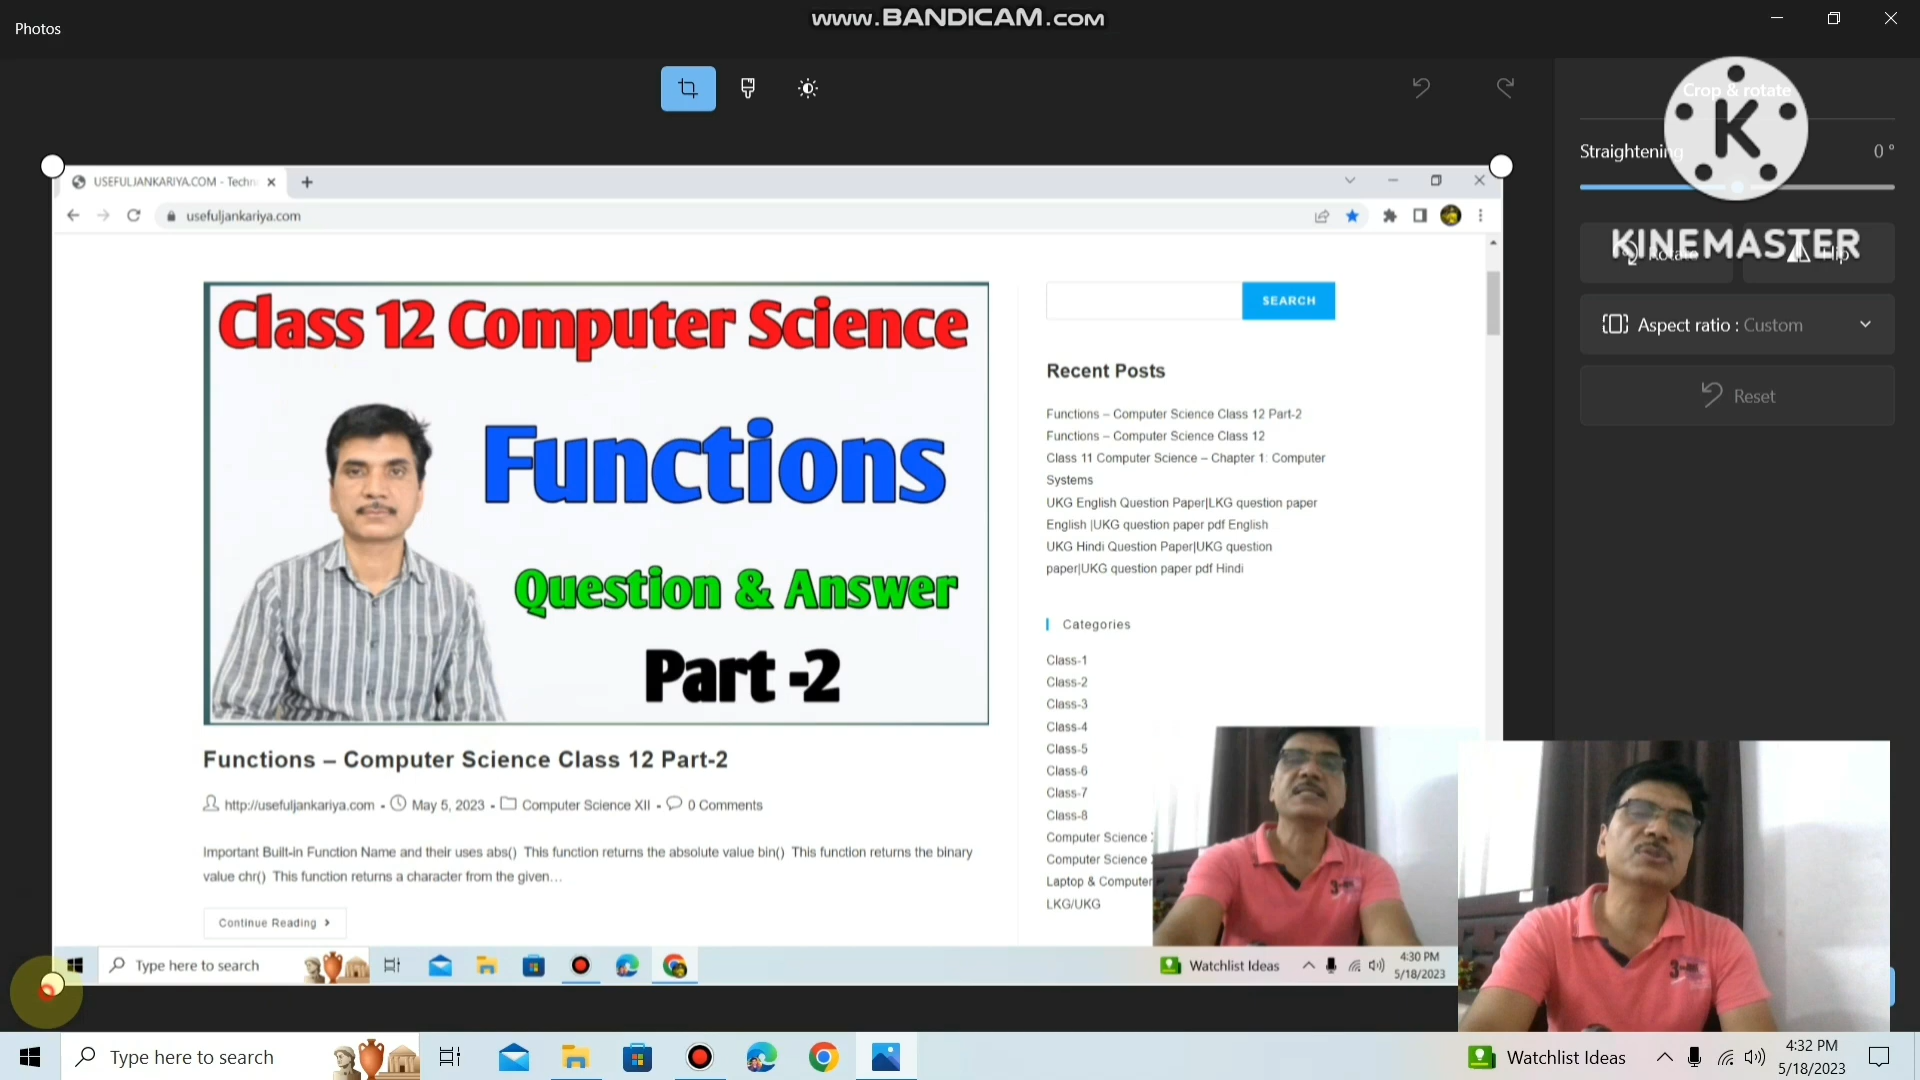 Photos
www.BANDICAM.com
Crop & rotate
K
KINEMASTER
Straightening
0 °
Rotate
Flip
Aspect ratio : Custom
Reset
USEFULJANKARIYA.COM - Techn
usefuljankariya.com
Class 12 Computer Science
Functions
Question & Answer
Part -2
Functions – Computer Science Class 12 Part-2
http://usefuljankariya.com - May 5, 2023 - Computer Science XII - 0 Comments
Important Built-in Function Name and their uses abs() This function returns the absolute value bin() This function returns the binary
value chr() This function returns a character from the given…
Continue Reading >
SEARCH
Recent Posts
Functions – Computer Science Class 12 Part-2
Functions – Computer Science Class 12
Class 11 Computer Science – Chapter 1: Computer
Systems
UKG English Question Paper|LKG question paper
English |UKG question paper pdf English
UKG Hindi Question Paper|UKG question
paper|UKG question paper pdf Hindi
Categories
Class-1
Class-2
Class-3
Class-4
Class-5
Class-6
Class-7
Class-8
Computer Science
Computer Science
Laptop & Computer
LKG/UKG
Type here to search
Watchlist Ideas
4:30 PM
5/18/2023
Type here to search
Watchlist Ideas
4:32 PM
5/18/2023